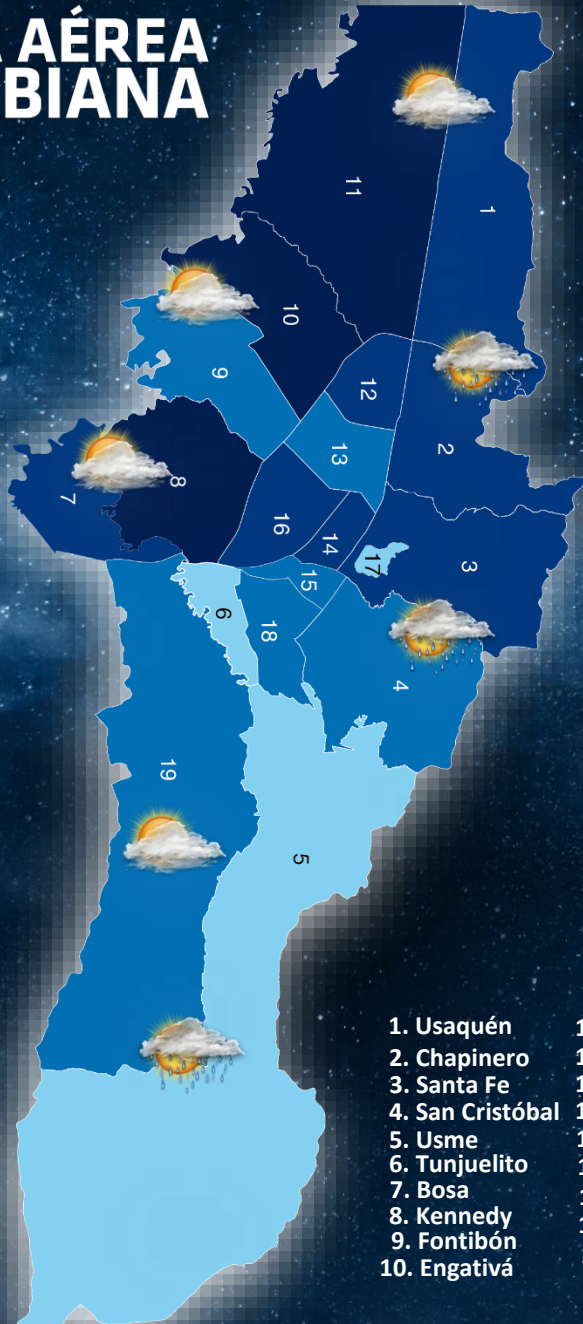 A AÉREA
BIANA
11
1
10
9
12
2
13
8
7
16
14
17
3
15
6
18
4
19
5
1. Usaquén
2. Chapinero
3. Santa Fe
4. San Cristóbal
5. Usme
6. Tunjuelito
7. Bosa
8. Kennedy
9. Fontibón
10. Engativá